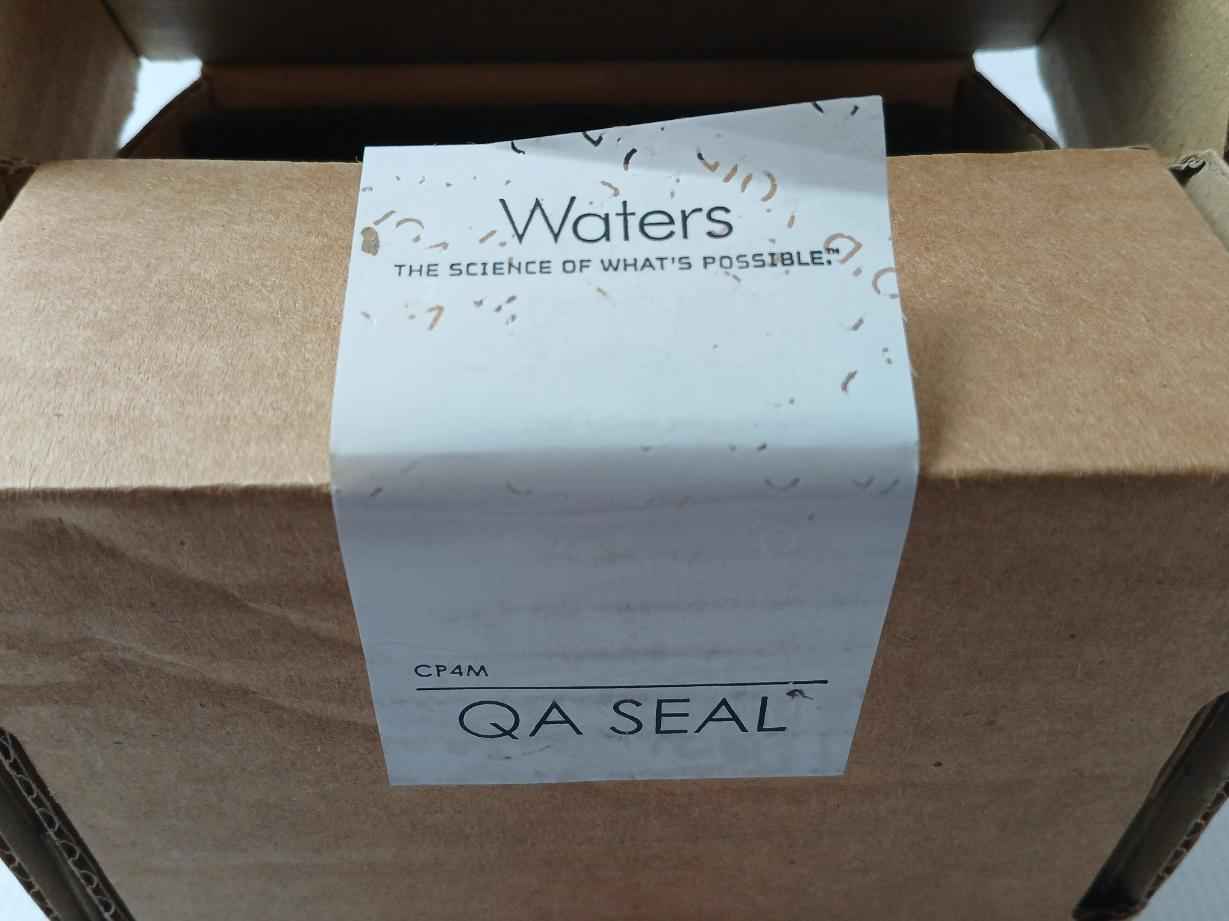 Waters
THE SCIENCE OF WHAT'S POSSIBLE.™
CP4M
QA SEAL